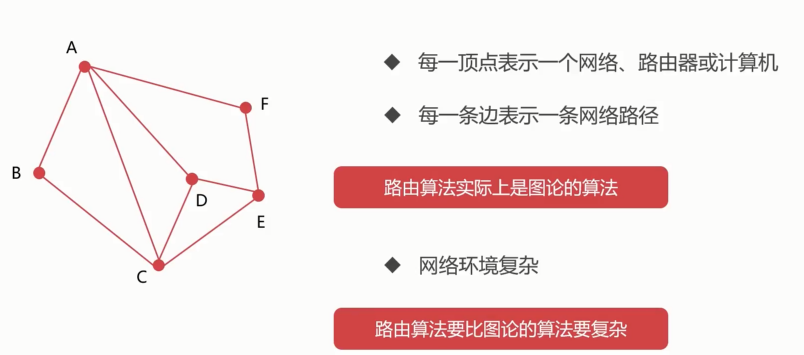 A
F
B
D
E
C
每一顶点表示一个网络、路由器或计算机
每一条边表示一条网络路径
路由算法实际上是图论的算法
网络环境复杂
路由算法要比图论的算法要复杂